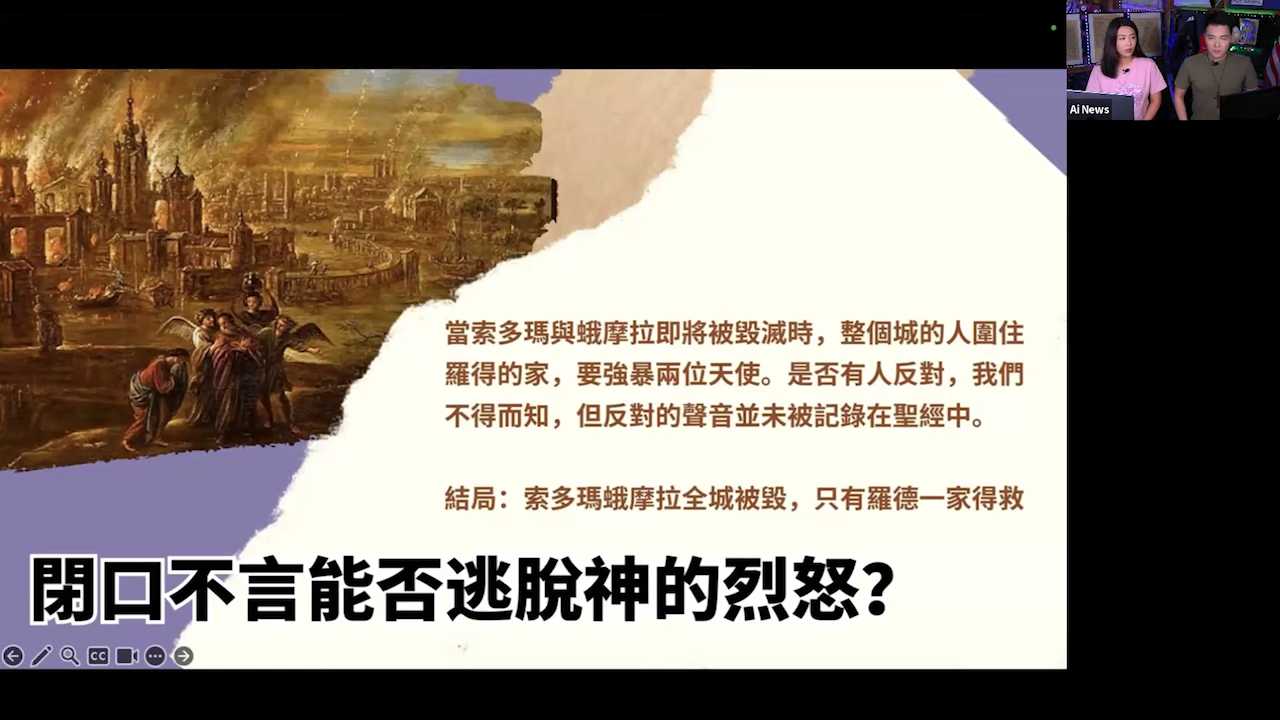 當索多瑪與蛾摩拉即將被毀滅時，整個城的人圍住
羅得的家，要強暴兩位天使。是否有人反對，我們
不得而知，但反對的聲音並未被記錄在聖經中。
結局：索多瑪蛾摩拉全城被毀，只有羅德一家得救
閉口不言能否逃脫神的烈怒？
CC
Ai News